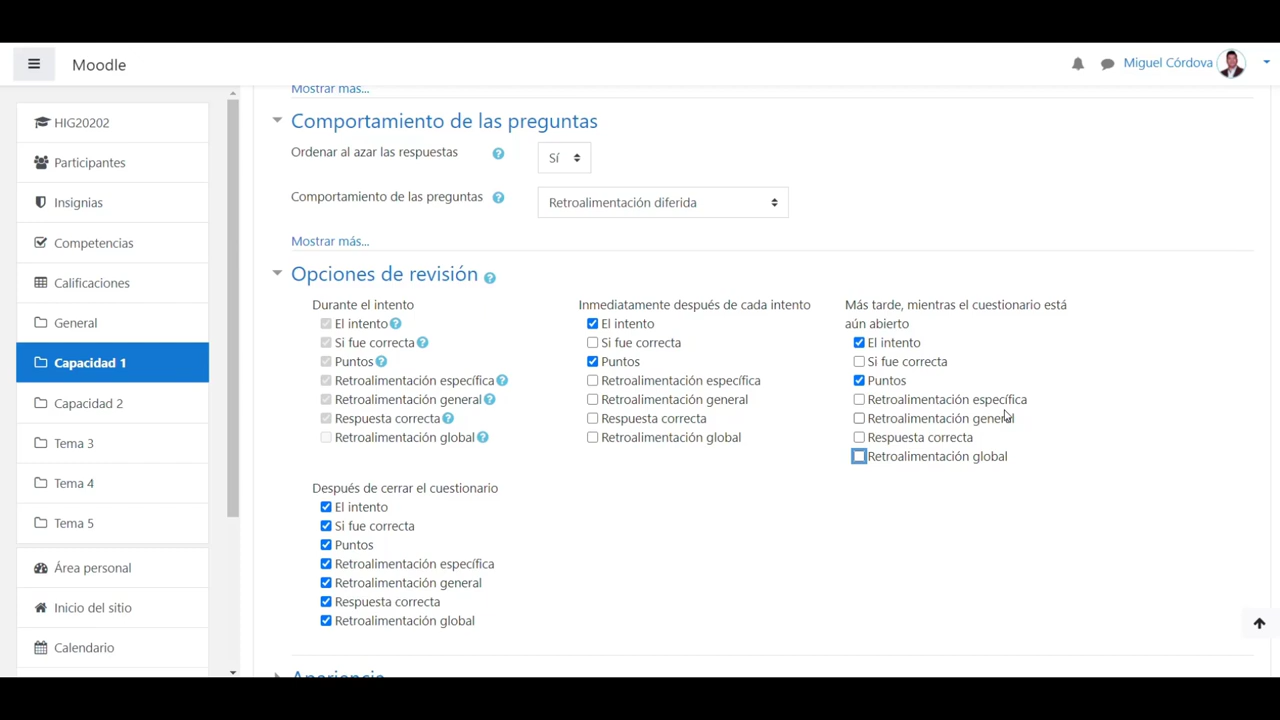 Moodle
Miguel Córdova
HIG20202
Participantes
Insignias
Competencias
Calificaciones
General
Capacidad 1
Capacidad 2
Tema 3
Tema 4
Tema 5
Área personal
Inicio del sitio
Calendario
Mostrar más...
Comportamiento de las preguntas
Ordenar al azar las respuestas
Sí
Comportamiento de las preguntas
Retroalimentación diferida
Mostrar más...
Opciones de revisión
Durante el intento
El intento
Si fue correcta
Puntos
Retroalimentación específica
Retroalimentación general
Respuesta correcta
Retroalimentación global
Inmediatamente después de cada intento
El intento
Si fue correcta
Puntos
Retroalimentación específica
Retroalimentación general
Respuesta correcta
Retroalimentación global
Más tarde, mientras el cuestionario está
aún abierto
El intento
Si fue correcta
Puntos
Retroalimentación específica
Retroalimentación general
Respuesta correcta
Retroalimentación global
Después de cerrar el cuestionario
El intento
Si fue correcta
Puntos
Retroalimentación específica
Retroalimentación general
Respuesta correcta
Retroalimentación global
Apariencia